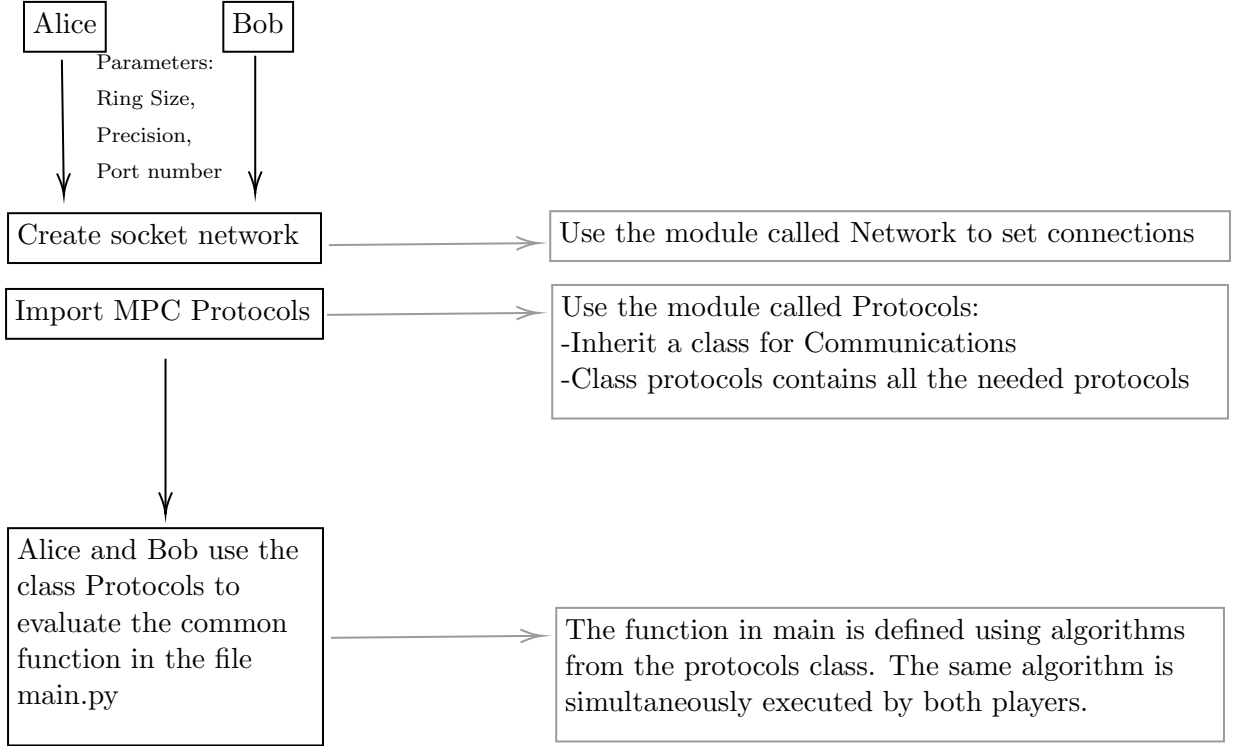 Alice
Bob
Parameters:
Ring Size,
Precision,
Port number
Create socket network
Use the module called Network to set connections
Import MPC Protocols
Use the module called Protocols:
-Inherit a class for Communications
-Class protocols contains all the needed protocols
Alice and Bob use the
class Protocols to
evaluate the common
function in the file
main.py
The function in main is defined using algorithms
from the protocols class. The same algorithm is
simultaneously executed by both players.